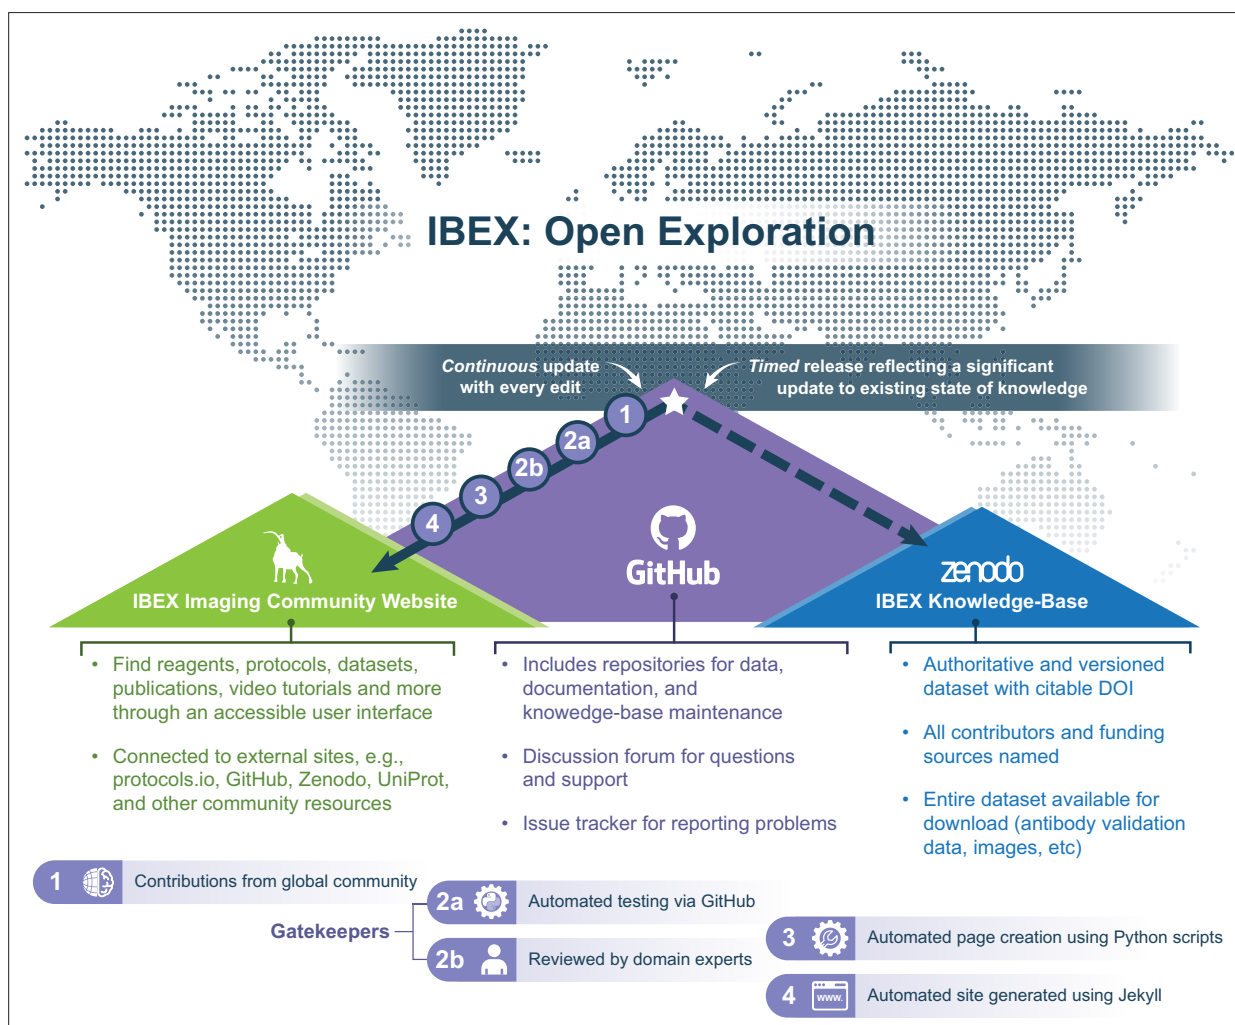 IBEX: Open Exploration
Continuous update
with every edit
Timed release reflecting a significant
update to existing state of knowledge
1
2a
2b
3
4
GitHub
zenodo
IBEX Imaging Community Website
IBEX Knowledge-Base
• Find reagents, protocols, datasets,
publications, video tutorials and more
through an accessible user interface
• Connected to external sites, e.g.,
protocols.io, GitHub, Zenodo, UniProt,
and other community resources
• Includes repositories for data,
documentation, and
knowedge-base maintenance
• Discussion forum for questions
and support
• Issue tracker for reporting problems
• Authoritative and versioned
dataset with citable DOI
• All contributors and funding
sources named
• Entire dataset available for
download (antibody validation
data, images, etc)
1 Contributions from global community
Gatekeepers
2a Automated testing via GitHub
2b Reviewed by domain experts
3 Automated page creation using Python scripts
4 www. Automated site generated using Jekyll